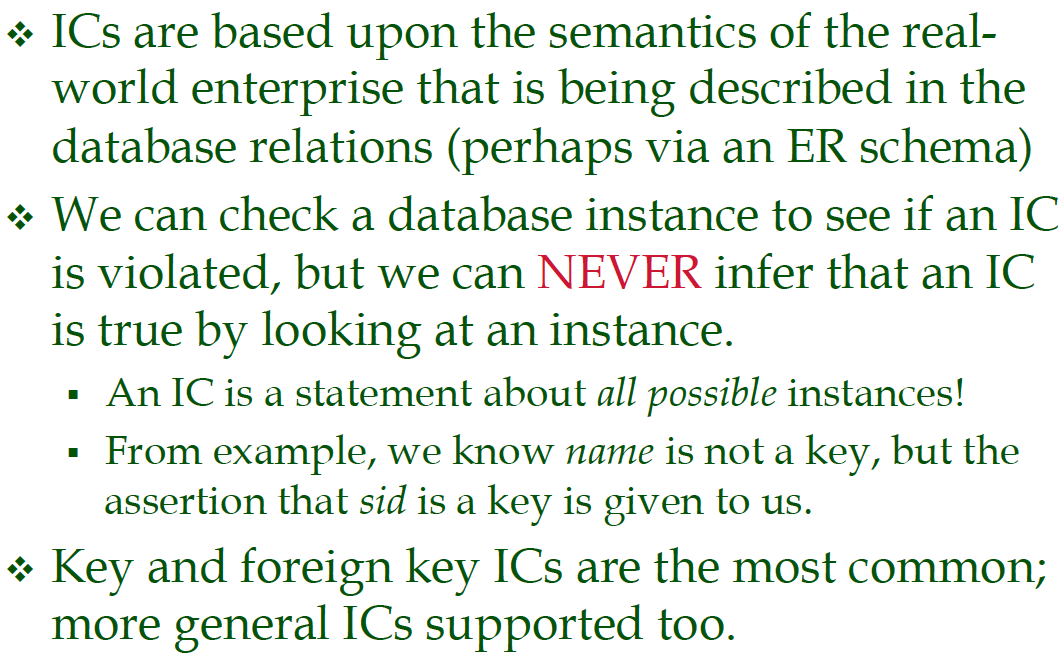 ❖ ICs are based upon the semantics of the real-
world enterprise that is being described in the
database relations (perhaps via an ER schema)
❖ We can check a database instance to see if an IC
is violated, but we can NEVER infer that an IC
is true by looking at an instance.
▪ An IC is a statement about all possible instances!
▪ From example, we know name is not a key, but the
assertion that sid is a key is given to us.
❖ Key and foreign key ICs are the most common;
more general ICs supported too.